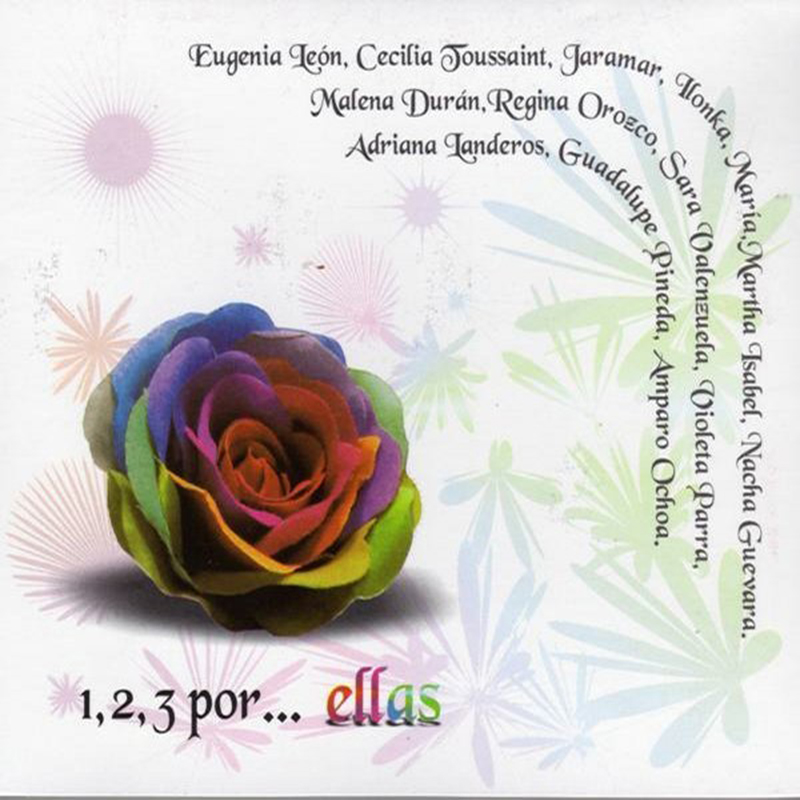 Eugenia León, Cecilia Toussaint, Jaramar, Ilonka, María, Martha Isabel, Nacha Guevara.
Malena Durán, Regina Orozco, Sara Valenzuela, Violeta Parra,
Adriana Landeros, Guadalupe Pineda, Amparo Ochoa.
1, 2, 3 por... ellas